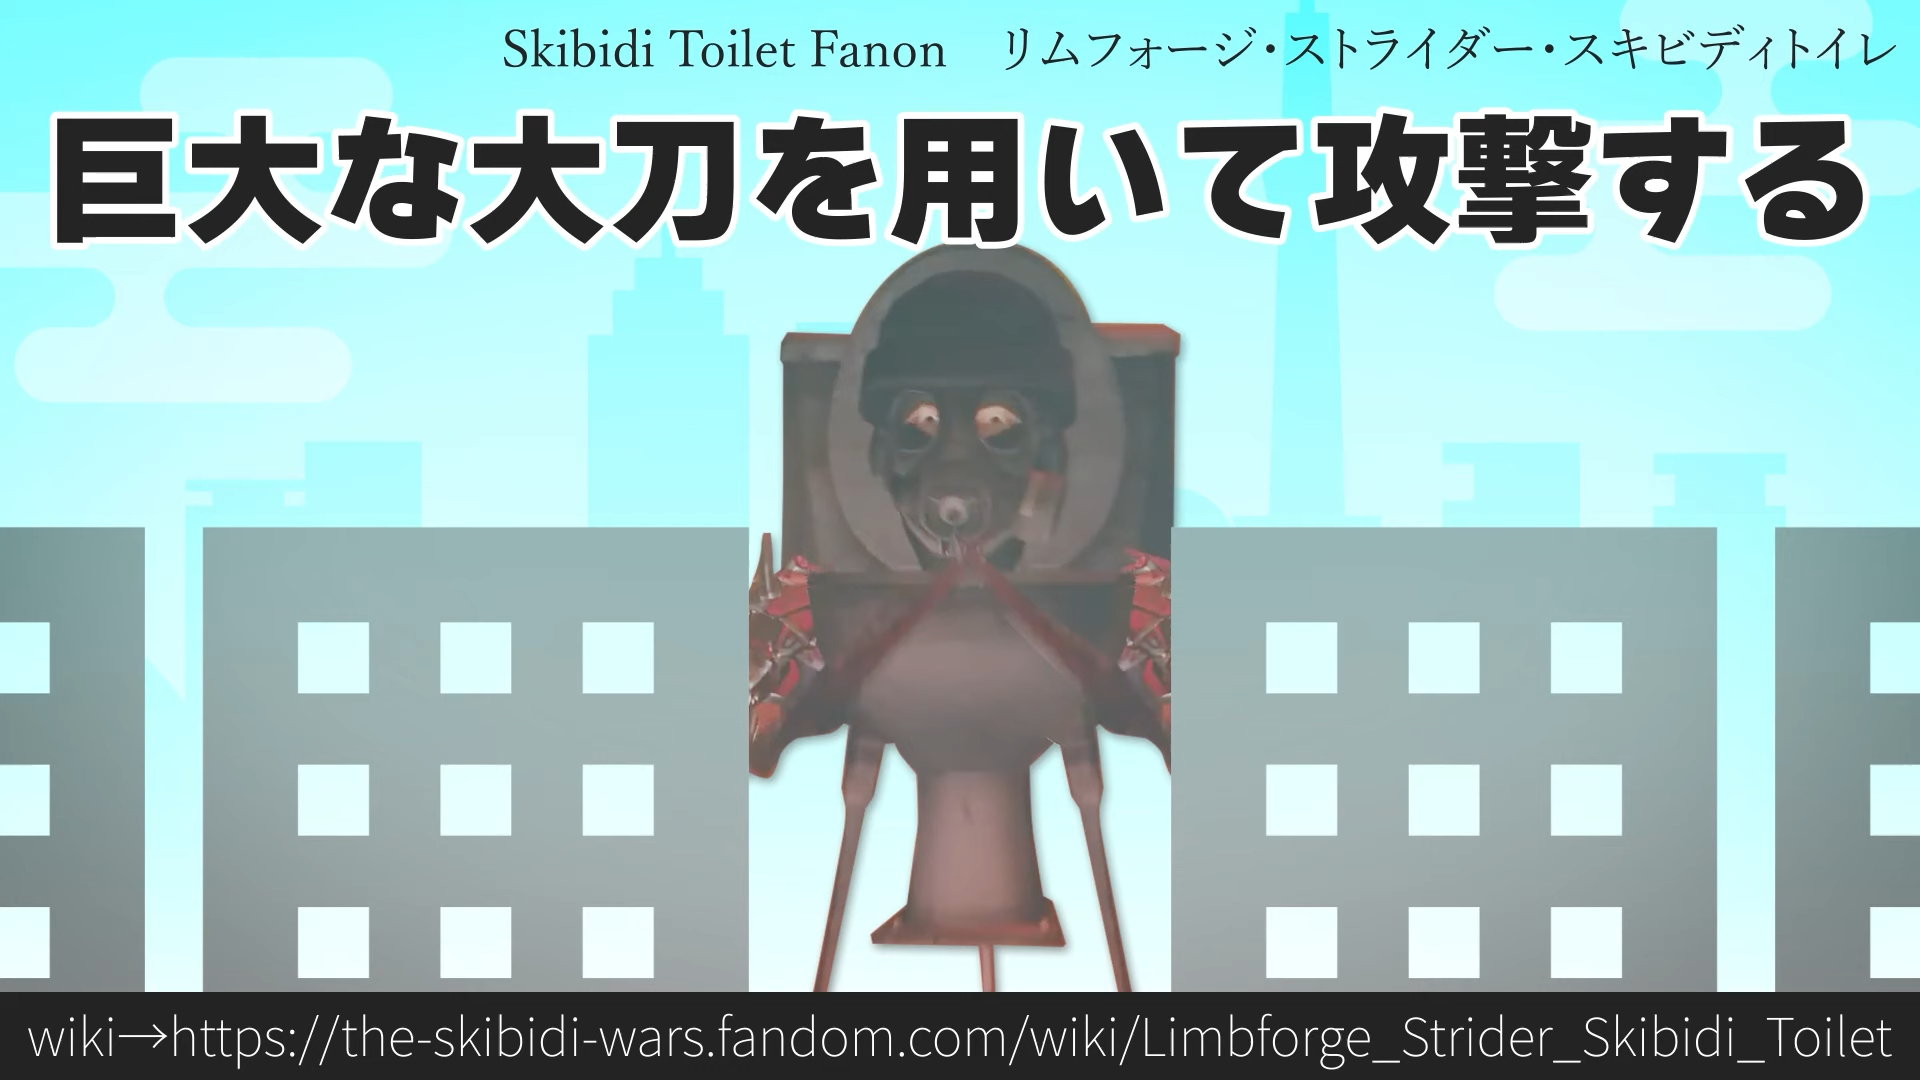 Skibidi Toilet Fanon　リムフォージ・ストライダー・スキビディトイレ
巨大な大刀を用いて攻撃する
wiki→https://the-skibidi-wars.fandom.com/wiki/Limbforge_Strider_Skibidi_Toilet